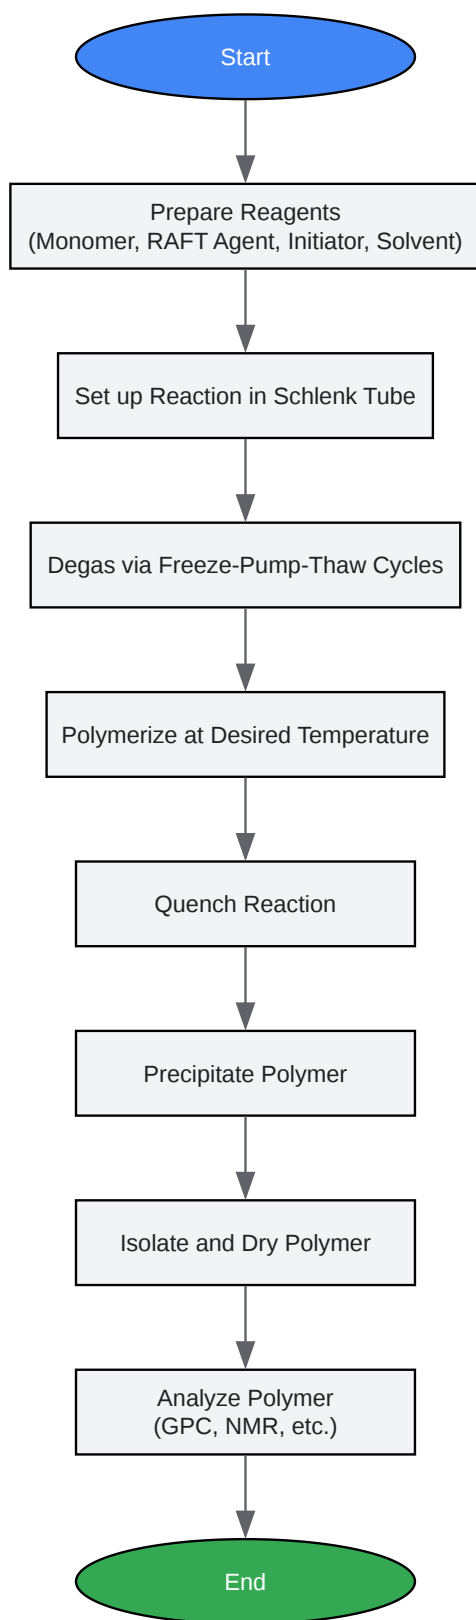 Start
Prepare Reagents
(Monomer, RAFT Agent, Initiator, Solvent)
Set up Reaction in Schlenk Tube
Degas via Freeze-Pump-Thaw Cycles
Polymerize at Desired Temperature
Quench Reaction
Precipitate Polymer
Isolate and Dry Polymer
Analyze Polymer
(GPC, NMR, etc.)
End